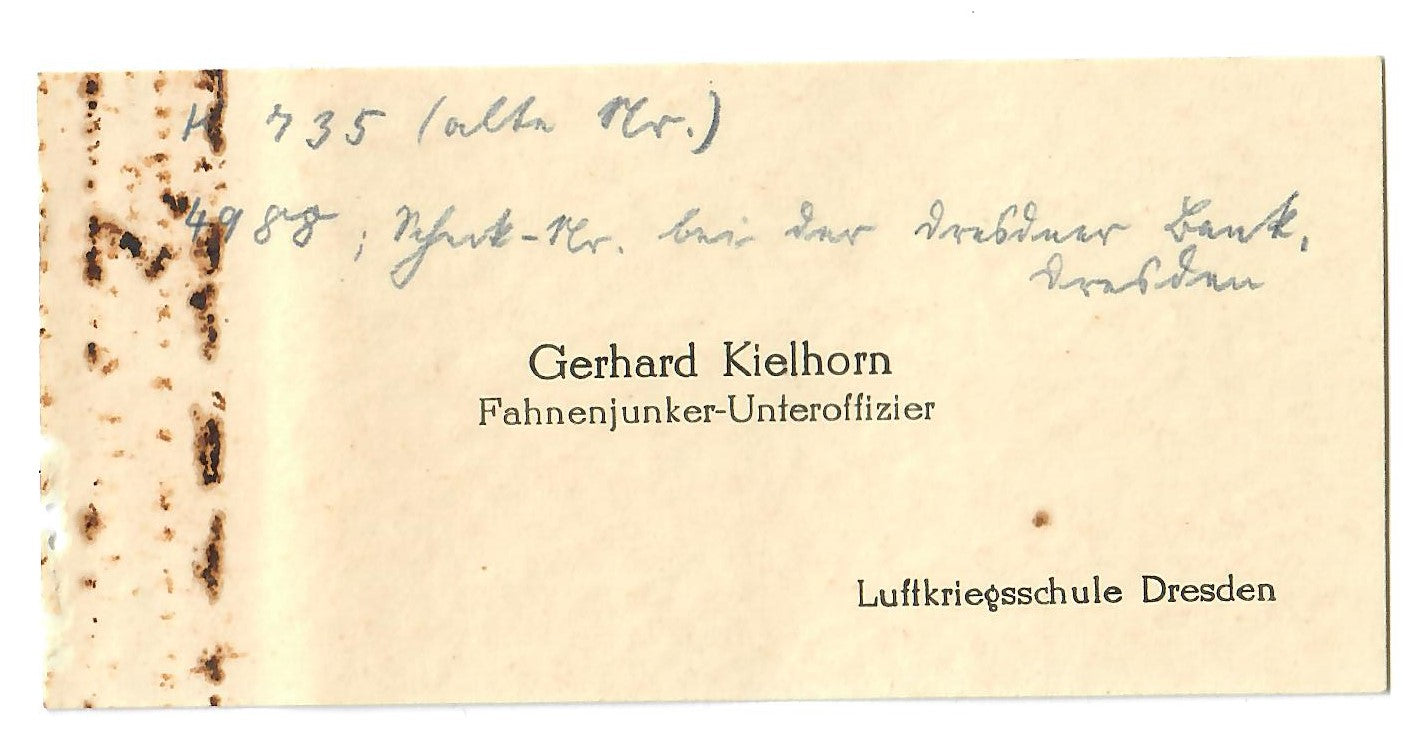 K 735 (alte Nr.)
4988; Scheck-Nr. bei der Dresdner Bank,
Dresden
Gerhard Kielhorn
Fahnenjunker-Unteroffizier
Luftkriegsschule Dresden